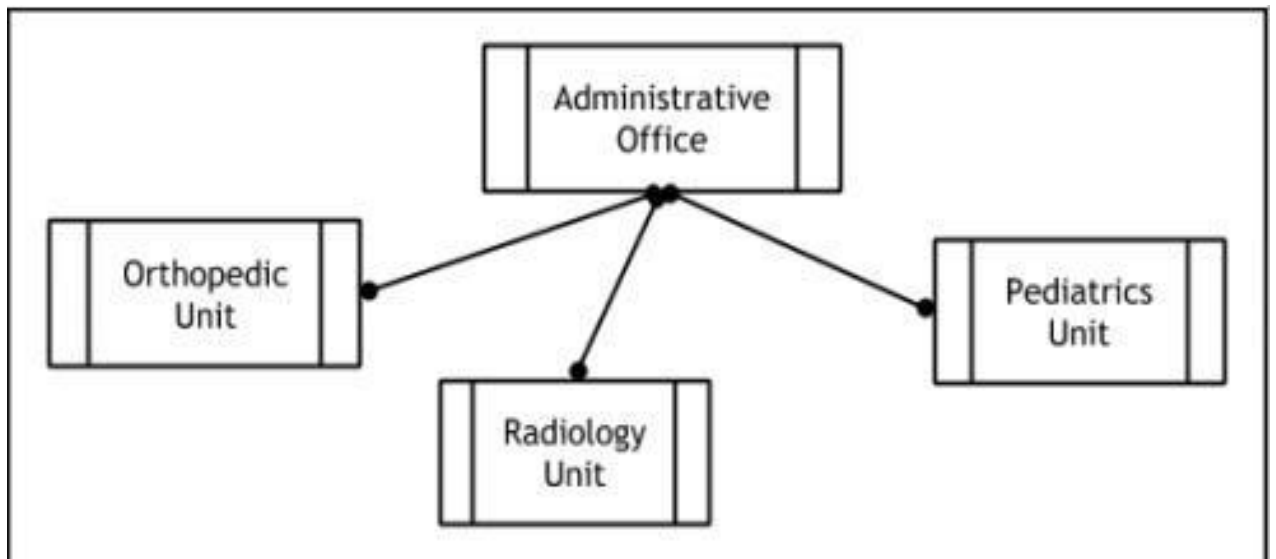 Administrative
Office
Orthopedic
Unit
Pediatrics
Unit
Radiology
Unit